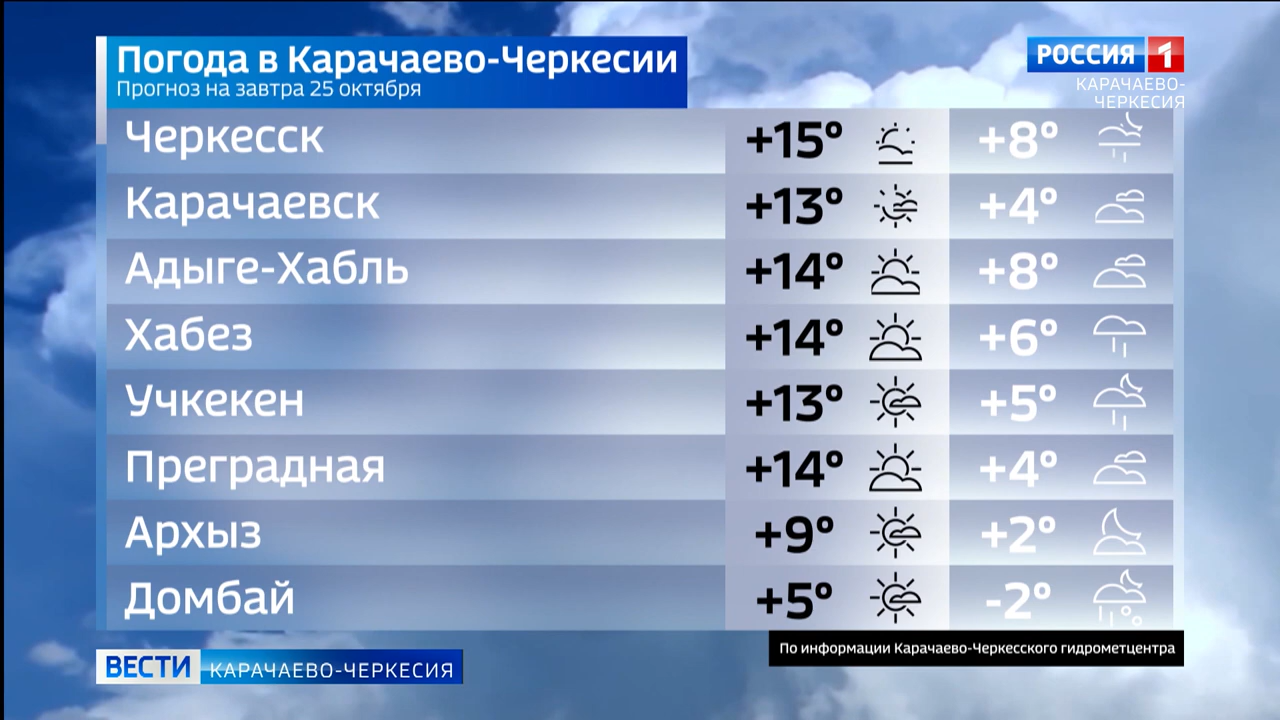 Погода в Карачаево-Черкесии
Прогноз на завтра 25 октября
РОССИЯ 1
КАРАЧАЕВО-
ЧЕРКЕСИЯ
Черкесск +15° +8°
Карачаевск +13° +4°
Адыге-Хабль +14° +8°
Хабез +14° +6°
Учкекен +13° +5°
Преградная +14° +4°
Архыз +9° +2°
Домбай +5° -2°
По информации Карачаево-Черкесского гидрометцентра
ВЕСТИ КАРАЧАЕВО-ЧЕРКЕСИЯ